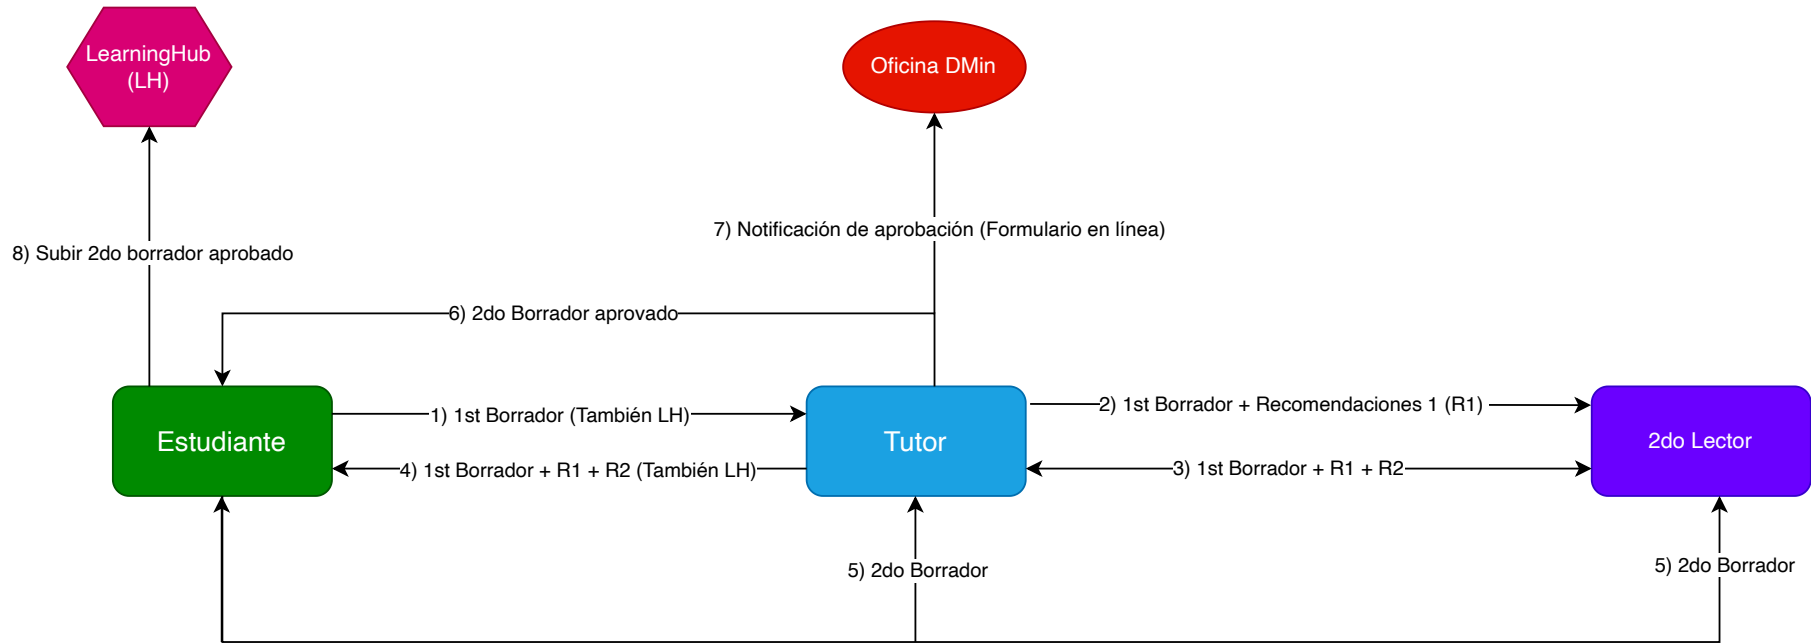 LearningHub
(LH)
Oficina DMin
7) Notificación de aprobación (Formulario en línea)
8) Subir 2do borrador aprobado
6) 2do Borrador aprovado
Estudiante
1) 1st Borrador (También LH)
4) 1st Borrador + R1 + R2 (También LH)
Tutor
2) 1st Borrador + Recomendaciones 1 (R1)
3) 1st Borrador + R1 + R2
2do Lector
5) 2do Borrador
5) 2do Borrador